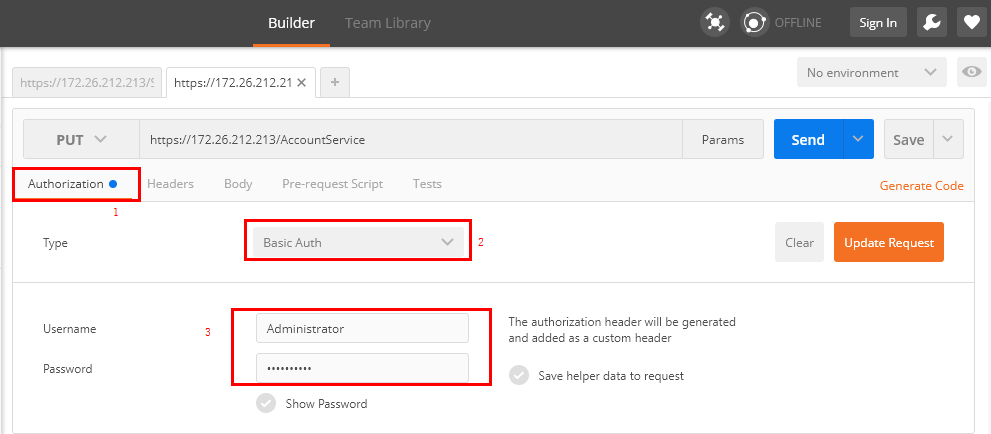 Builder
Team Library
OFFLINE
Sign In
https://172.26.212.213/S
https://172.26.212.21
No environment
PUT
https://172.26.212.213/AccountService
Params
Send
Save
Authorization
Headers
Body
Pre-request Script
Tests
Generate Code
1
Type
Basic Auth
2
Clear
Update Request
Username
3
Administrator
The authorization header will be generated
and added as a custom header
Password
••••••••••
Save helper data to request
Show Password